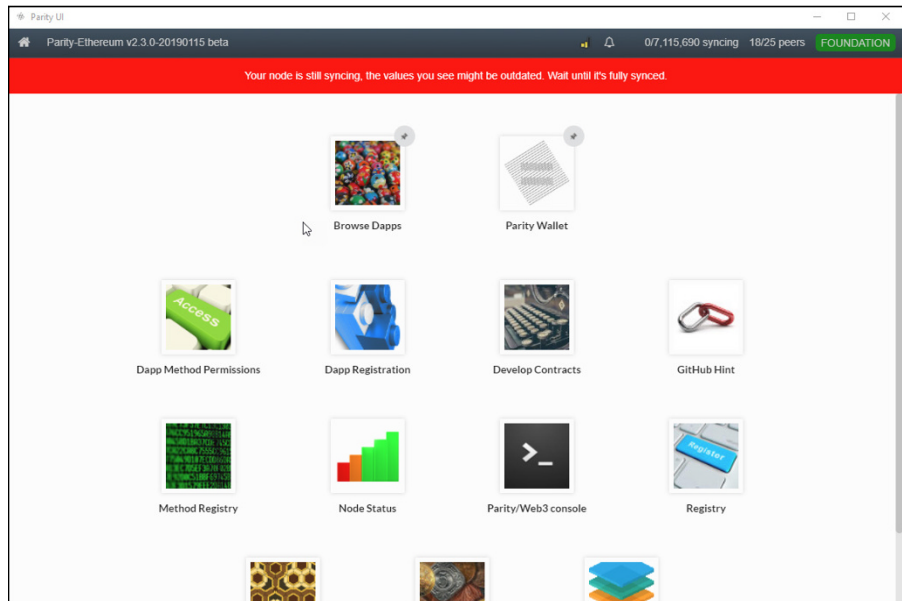 Parity UI
Parity-Ethereum v2.3.0-20190115 beta
0/7,115,690 syncing 18/25 peers FOUNDATION
Your node is still syncing, the values you see might be outdated. Wait until it's fully synced.
Browse Dapps
Parity Wallet
Access
Dapp Method Permissions
Dapp Registration
Develop Contracts
GitHub Hint
Register
Method Registry
Node Status
Parity/Web3 console
Registry